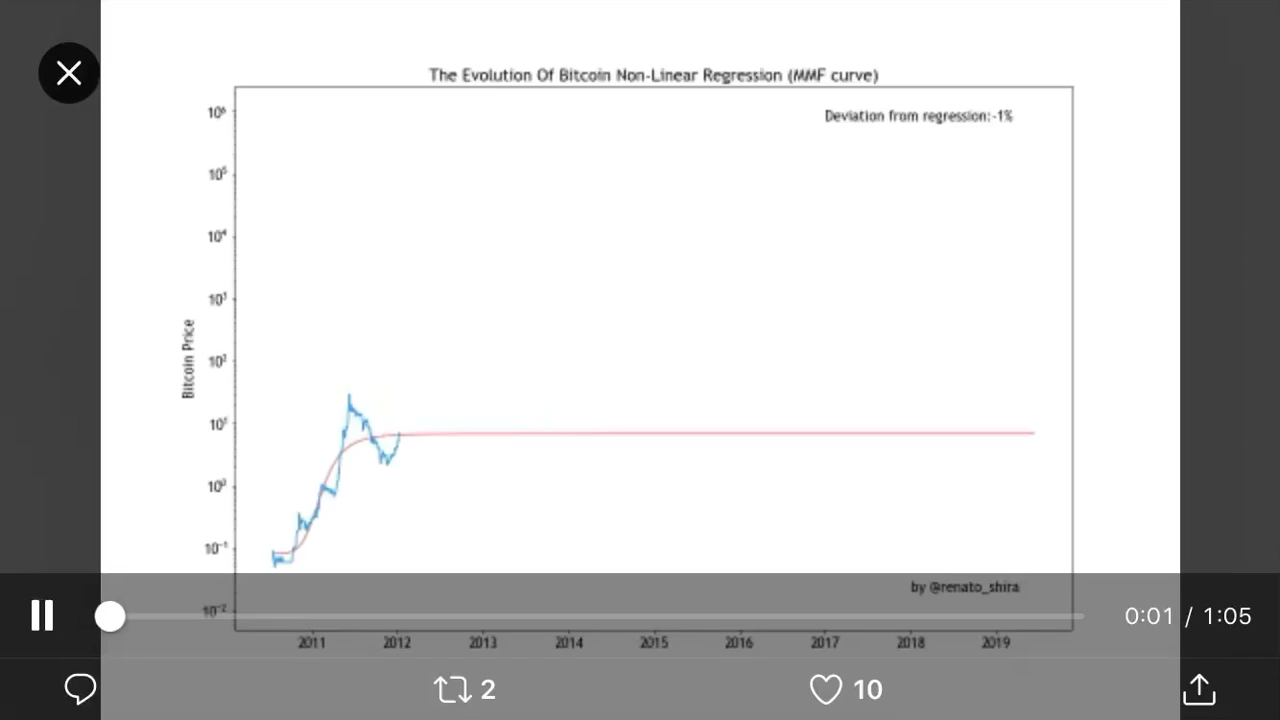 The Evolution Of Bitcoin Non-Linear Regression (MMF curve)
Deviation from regression:-1%
10⁶
10⁵
10⁴
10³
10²
10¹
10⁰
10⁻¹
10⁻²
Bitcoin Price
by @renato_shira
0:01 / 1:05
2011 2012 2013 2014 2015 2016 2017 2018 2019
2 10